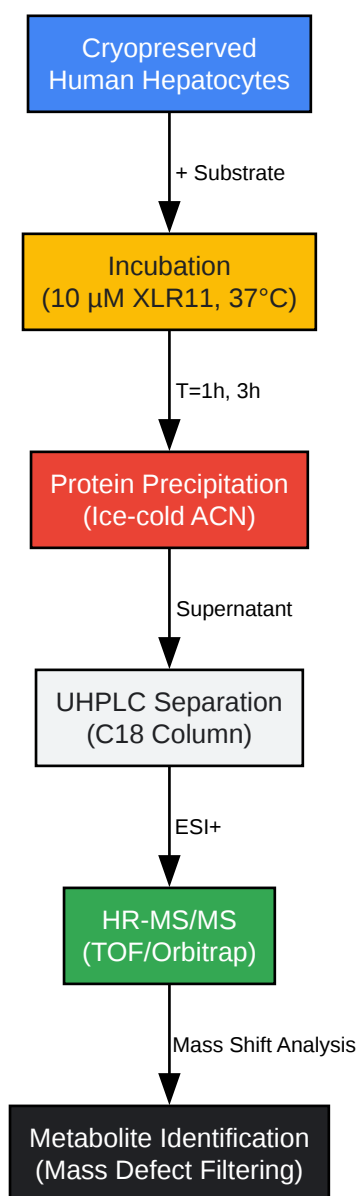 Cryopreserved
Human Hepatocytes
+ Substrate
Incubation
(10 µM XLR11, 37°C)
T=1h, 3h
Protein Precipitation
(Ice-cold ACN)
Supernatant
UHPLC Separation
(C18 Column)
ESI+
HR-MS/MS
(TOF/Orbitrap)
Mass Shift Analysis
Metabolite Identification
(Mass Defect Filtering)